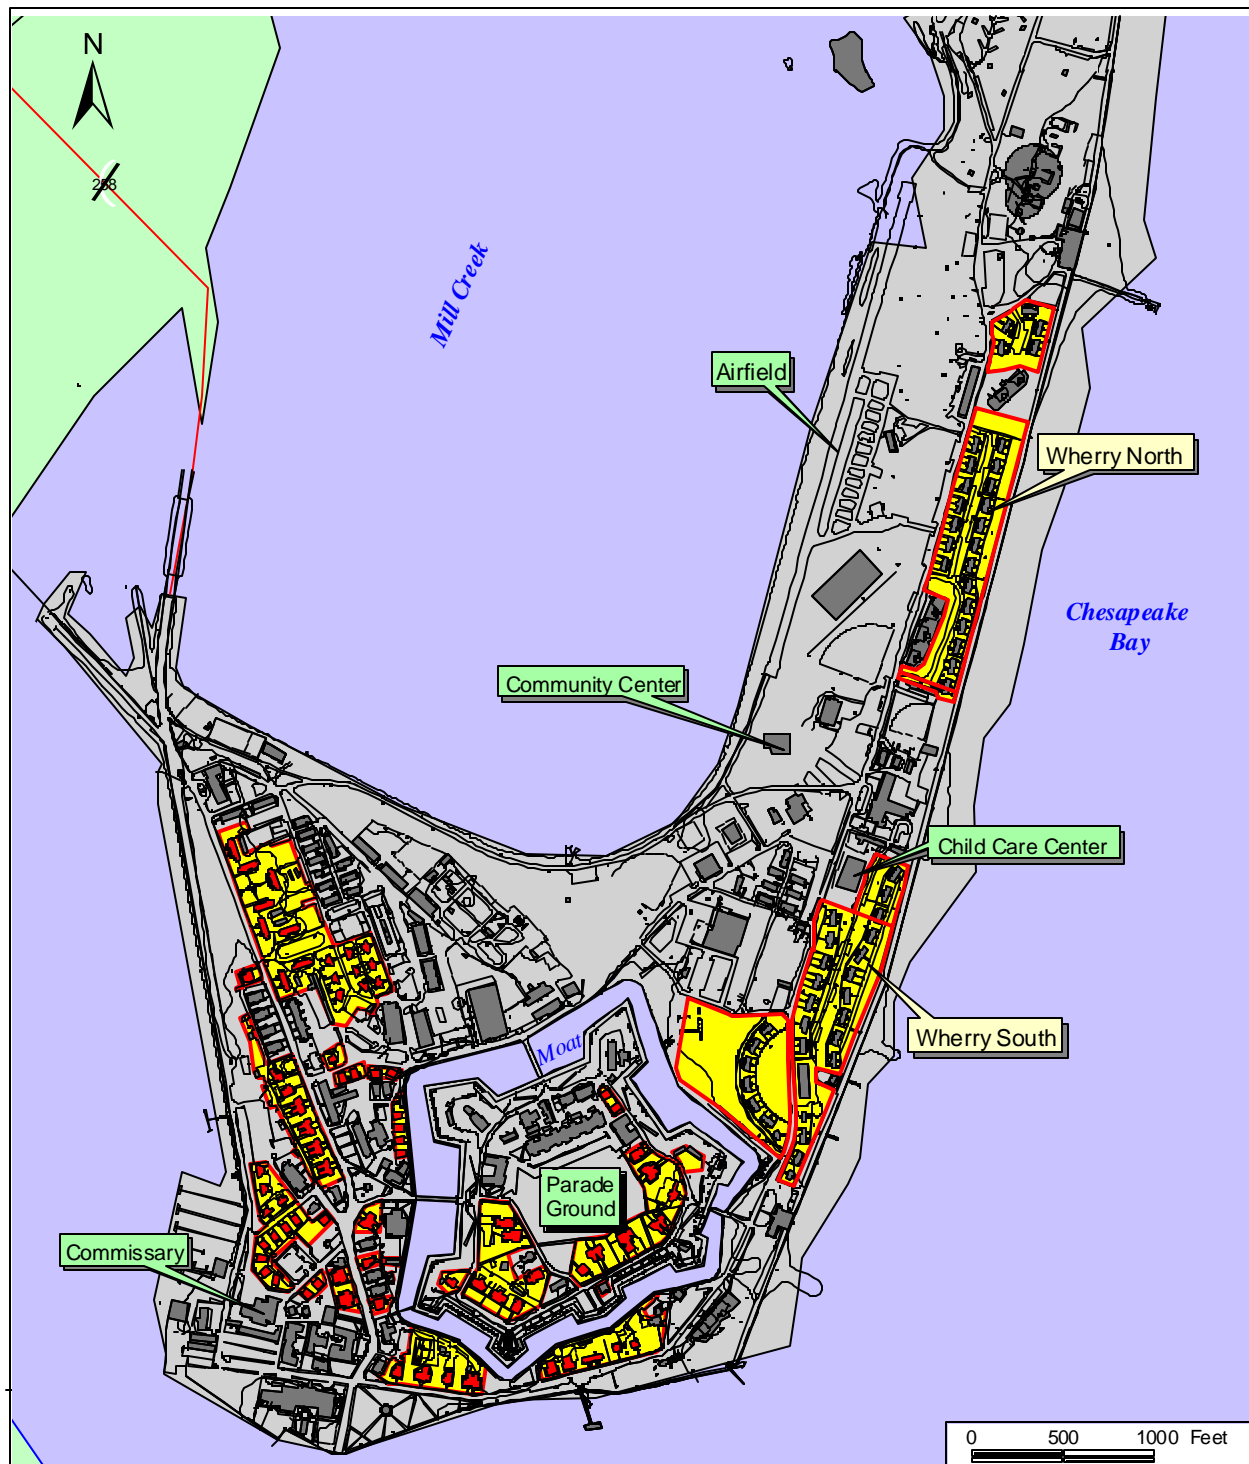 N
258
Mill Creek
Airfield
Wherry North
Chesapeake
Bay
Community Center
Child Care Center
Wherry South
Moat
Parade
Ground
Commissary
0 500 1000 Feet